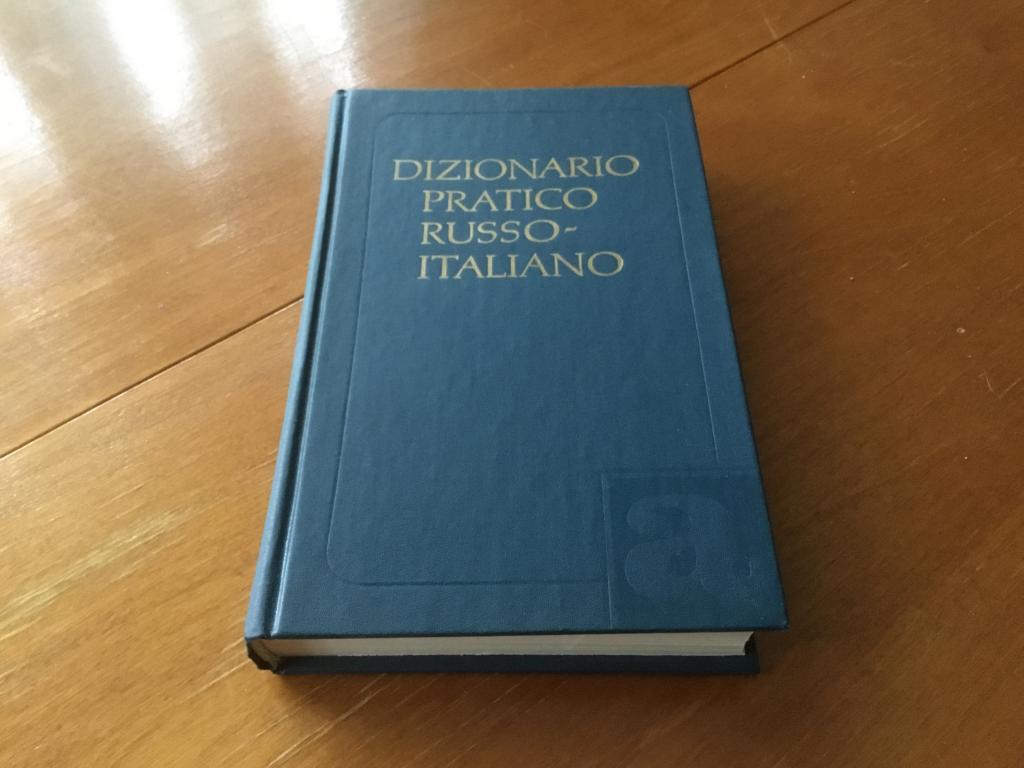 DIZIONARIO
PRATICO
RUSSO-
ITALIANO
a